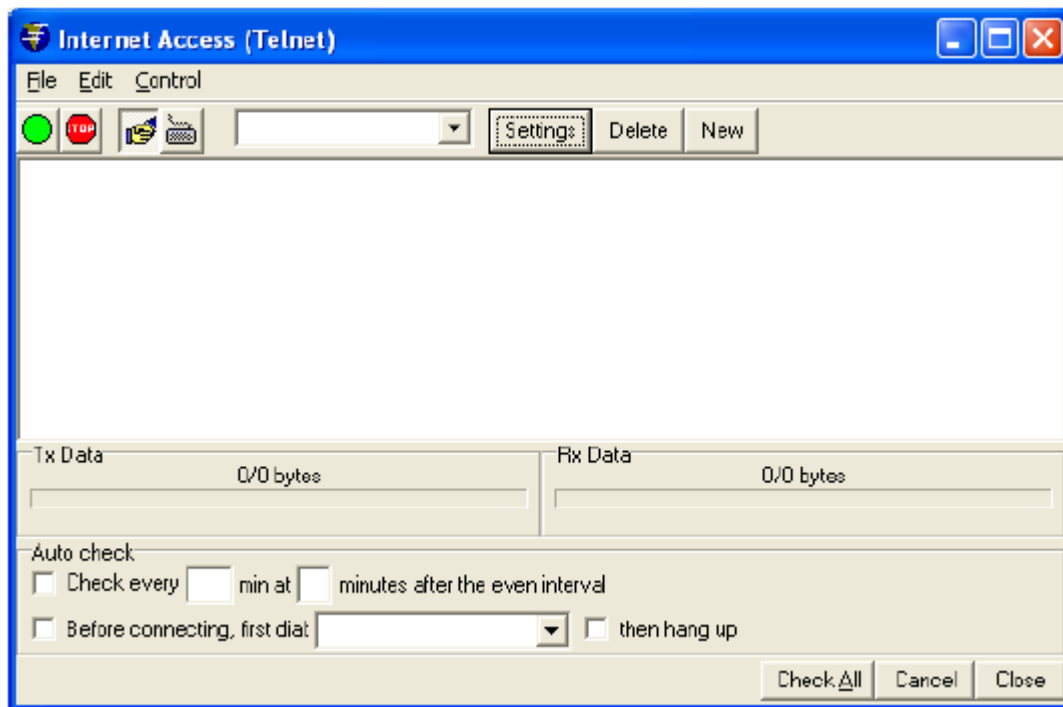 Internet Access (Telnet)
File Edit Control
STOP Settings Delete New
Tx Data Rx Data
0/0 bytes 0/0 bytes
Auto check
Check every min at minutes after the even interval
Before connecting, first dial: then hang up
Check All Cancel Close